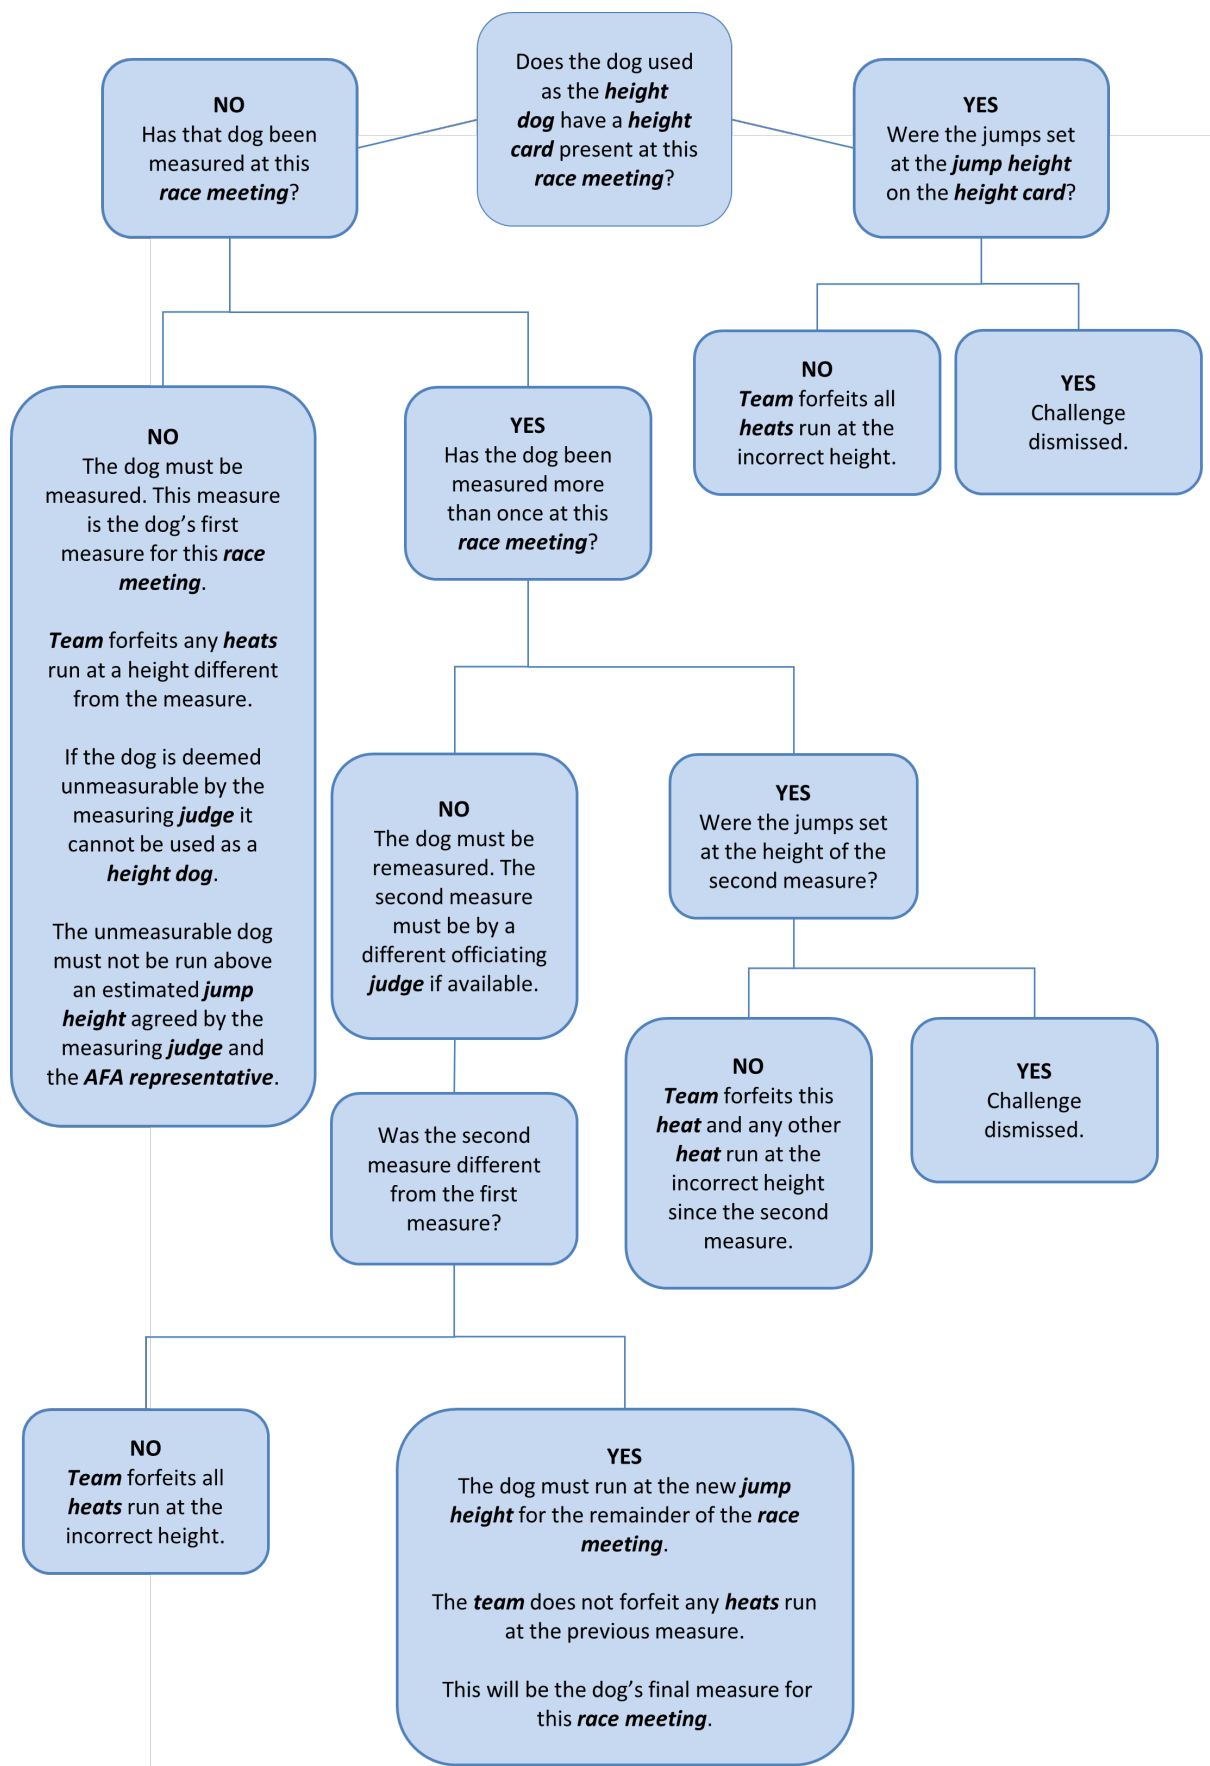 Does the dog used
as the height
dog have a height
card present at this
race meeting?
NO
Has that dog been
measured at this
race meeting?
YES
Were the jumps set
at the jump height
on the height card?
NO
Team forfeits all
heats run at the
incorrect height.
YES
Challenge
dismissed.
NO
The dog must be
measured. This measure
is the dog’s first
measure for this race
meeting.
Team forfeits any heats
run at a height different
from the measure.
If the dog is deemed
unmeasurable by the
measuring judge it
cannot be used as a
height dog.
The unmeasurable dog
must not be run above
an estimated jump
height agreed by the
measuring judge and
the AFA representative.
YES
Has the dog been
measured more
than once at this
race meeting?
NO
The dog must be
remeasured. The
second measure
must be by a
different officiating
judge if available.
YES
Were the jumps set
at the height of the
second measure?
NO
Team forfeits this
heat and any other
heat run at the
incorrect height
since the second
measure.
YES
Challenge
dismissed.
Was the second
measure different
from the first
measure?
NO
Team forfeits all
heats run at the
incorrect height.
YES
The dog must run at the new jump
height for the remainder of the race
meeting.
The team does not forfeit any heats run
at the previous measure.
This will be the dog’s final measure for
this race meeting.